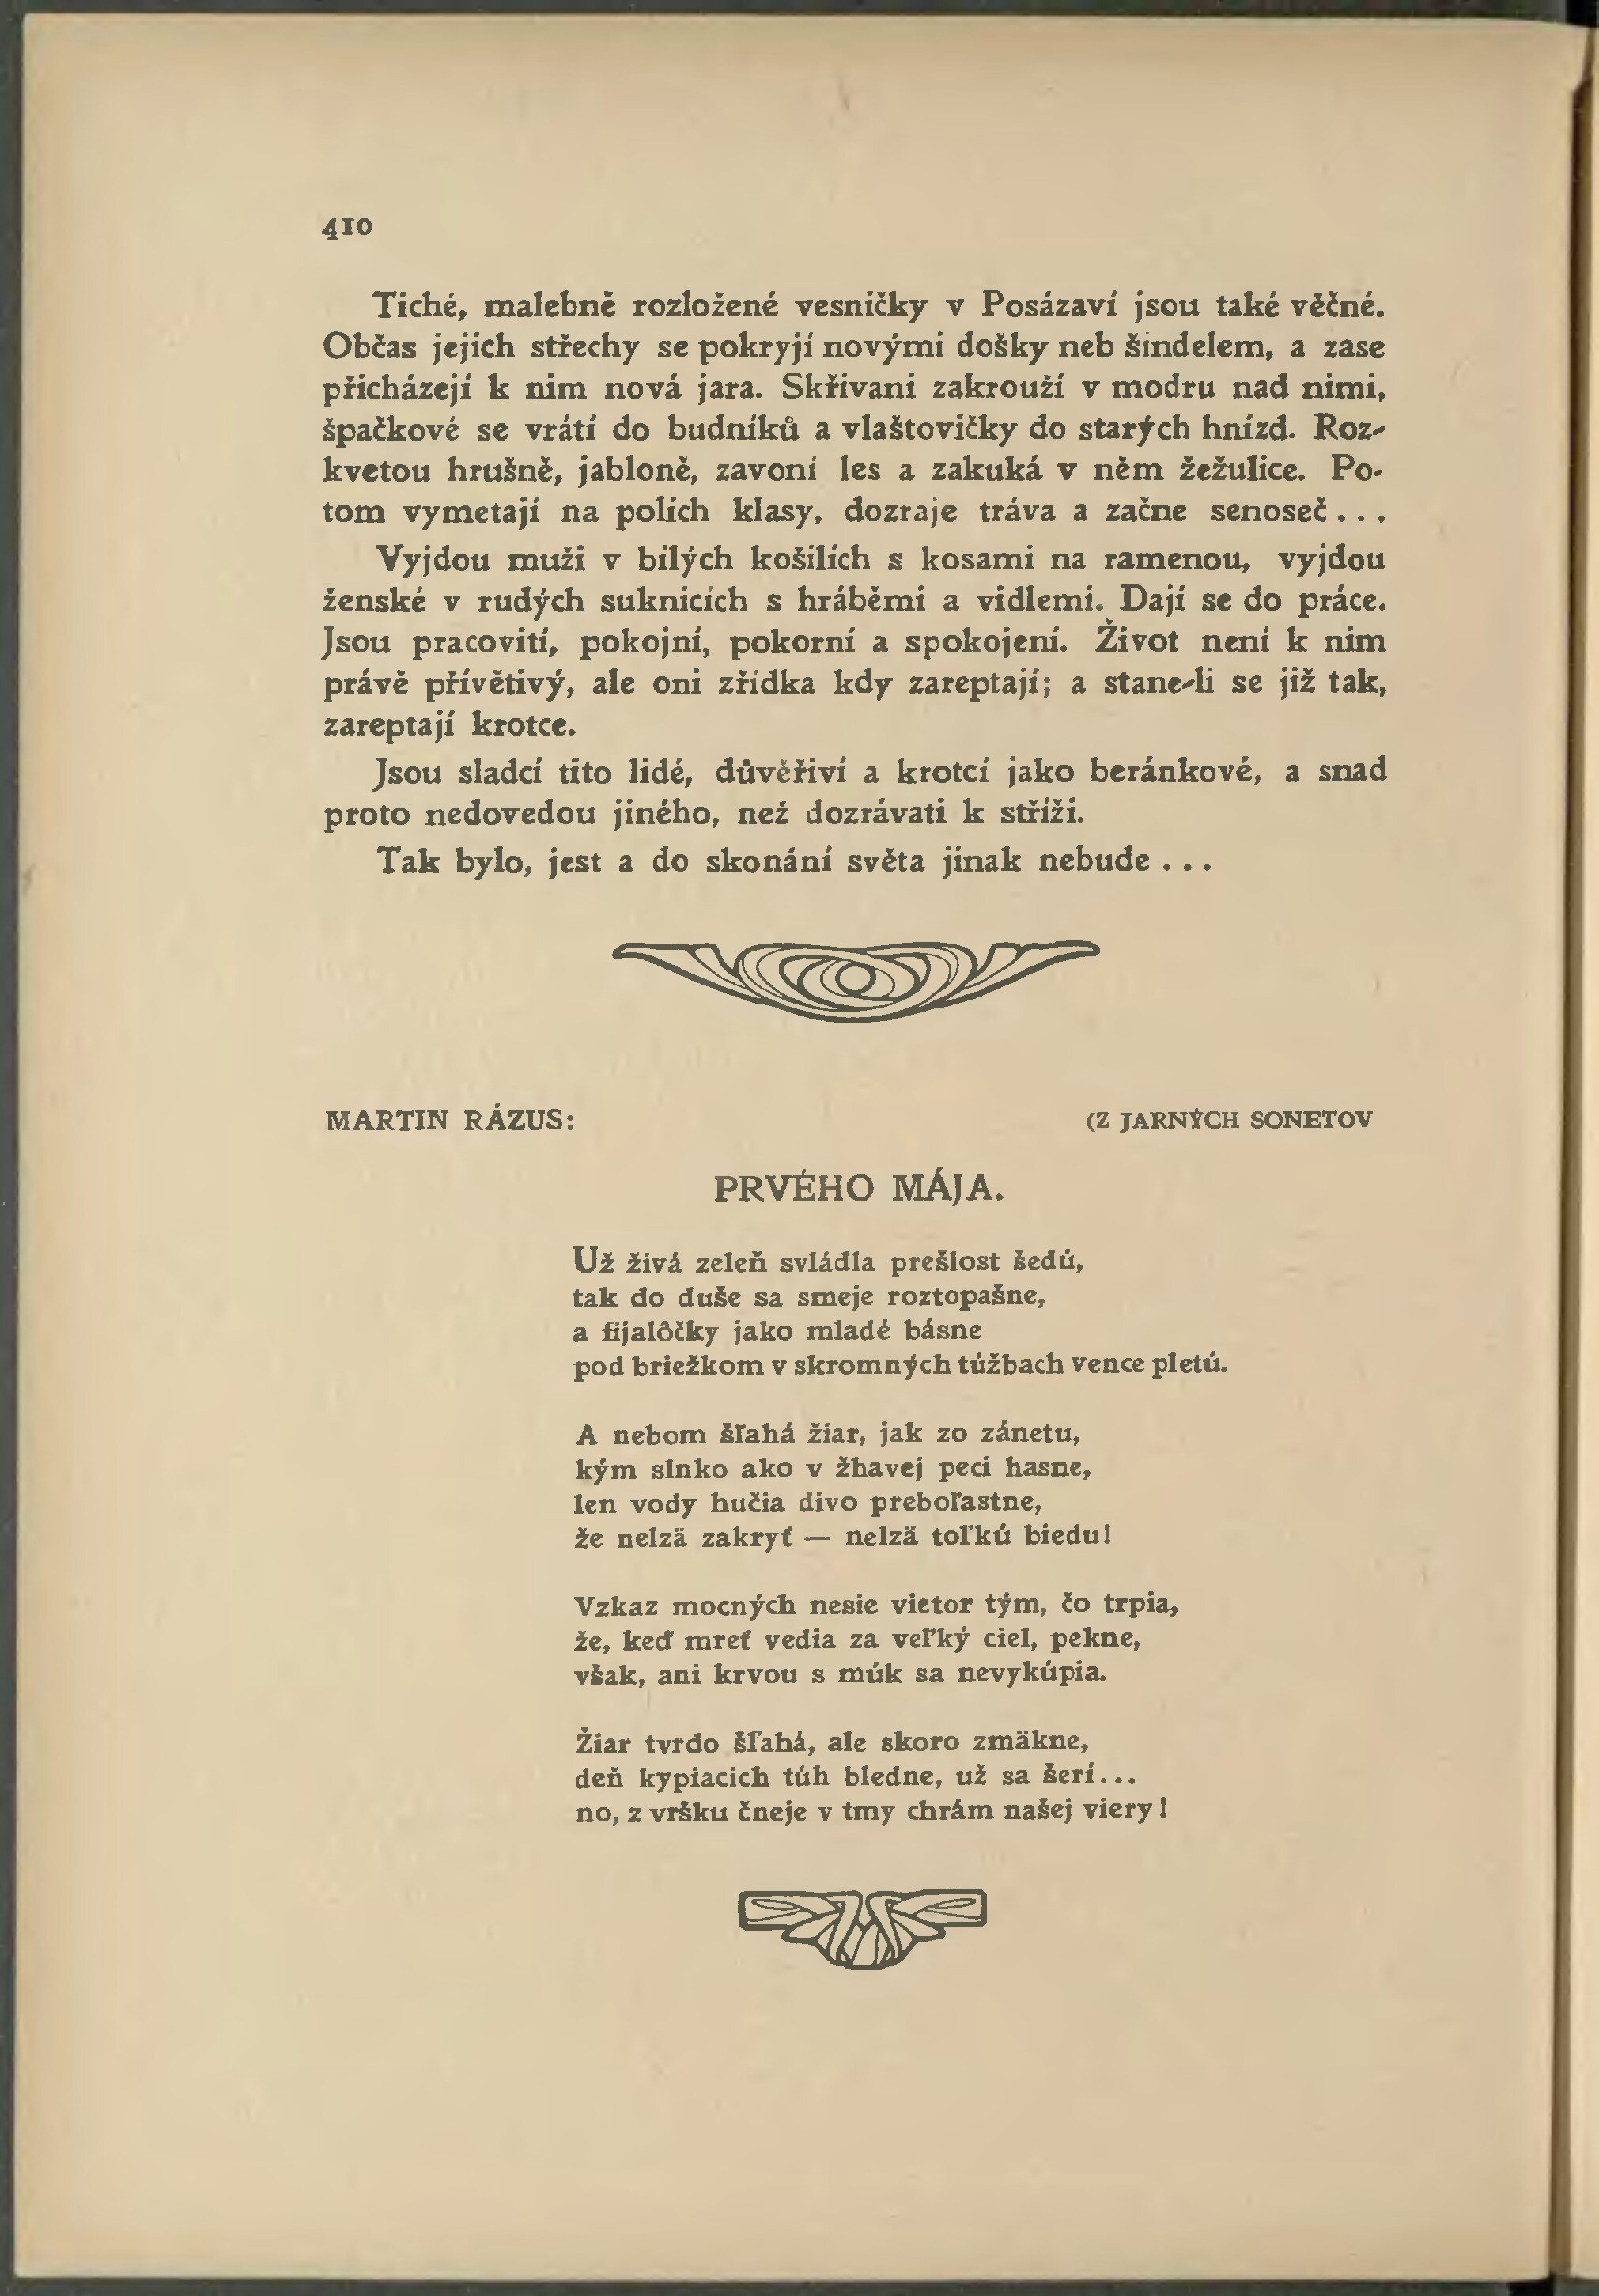 410
Tiché, malebně rozložené vesničky v Posázaví jsou také věčné.
Občas jejich střechy se pokryjí novými došky neb šindelem, a zase
přicházejí k nim nová jara. Skřivani zakrouží v modru nad nimi,
špačkové se vrátí do budníků a vlaštovičky do starých hnízd. Roz-
kvetou hrušně, jabloně, zavoní les a zakuká v něm žežulice. Po-
tom vymetají na polích klasy, dozraje tráva a začne senoseč...
Vyjdou muži v bílých košilích s kosami na ramenou, vyjdou
ženské v rudých suknicích s hráběmi a vidlemi. Dají se do práce.
Jsou pracovití, pokojní, pokorní a spokojení. Život není k nim
právě přívětivý, ale oni zřídka kdy zareptají; a stane-li se již tak,
zareptají krotce.
Jsou sladcí tito lidé, důvěřiví a krotcí jako beránkové, a snad
proto nedovedou jiného, než dozrávati k stříži.
Tak bylo, jest a do skonání světa jinak nebude ...
MARTIN RÁZUS: (Z JARNÝCH SONETOV
PRVÉHO MÁJA.
Už živá zeleň svládla prešlost šedú,
tak do duše sa smeje roztopašne,
a fijalôčky jako mladé básne
pod briežkom v skromných túžbach vence pletú.
A nebom šľahá žiar, jak zo zánetu,
kým slnko ako v žhavej peci hasne,
len vody hučia divo preboľastne,
že nelzä zakryť — nelzä toľkú biedu!
Vzkaz mocných nesie vietor tým, čo trpia,
že, keď mreť vedia za veľký ciel, pekne,
však, ani krvou s múk sa nevykúpia.
Žiar tvrdo šľahá, ale skoro zmäkne,
deň kypiacich túh bledne, už sa šerí...
no, z vršku čneje v tmy chrám našej viery!